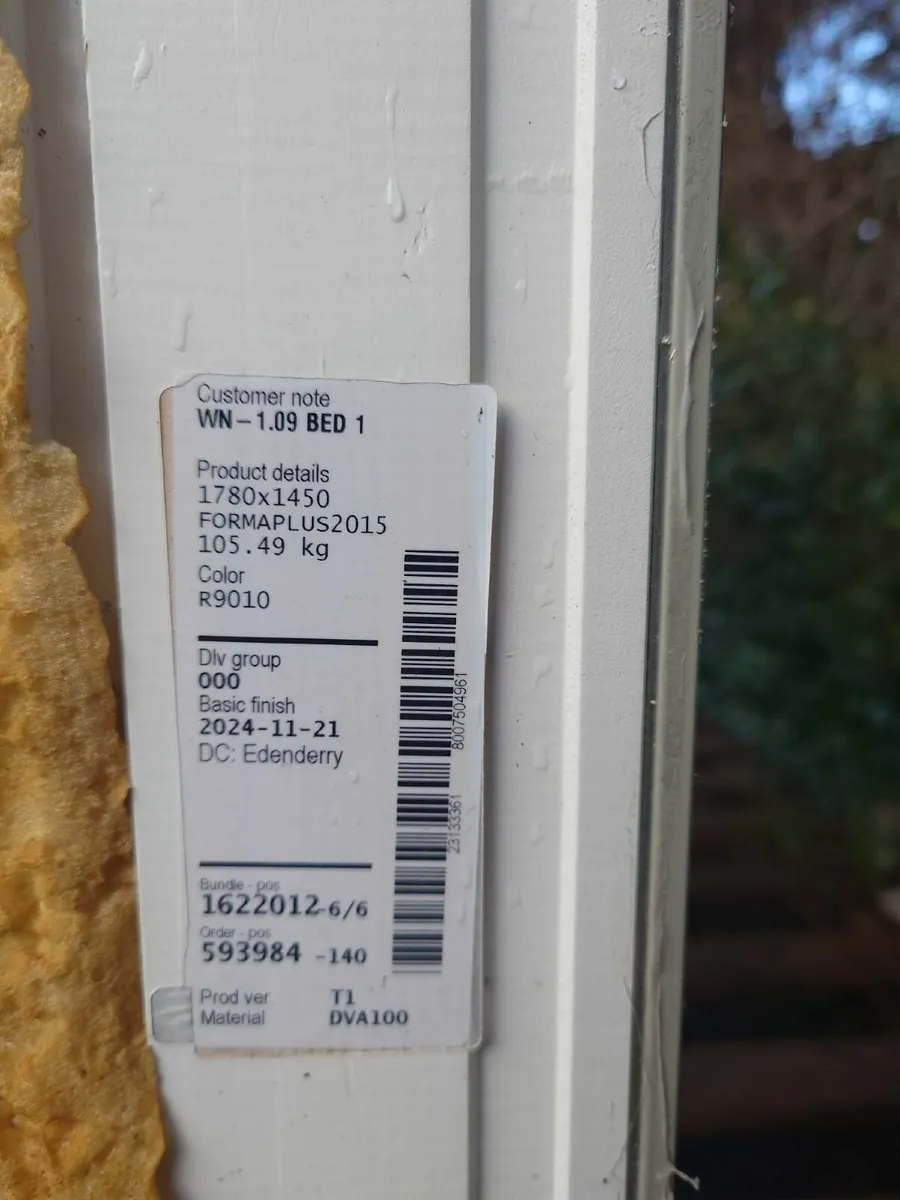 Customer note
WN-1.09 BED 1
Product details
1780x1450
FORMAPLUS2015
105.49 kg
Color
R9010
Dlv group
000
Basic finish
2024-11-21
DC: Edenderry
8007504961
23133361
Bundle - pos
1622012-6/6
Order - pos
593984 -140
Prod ver T1
Material DVA100